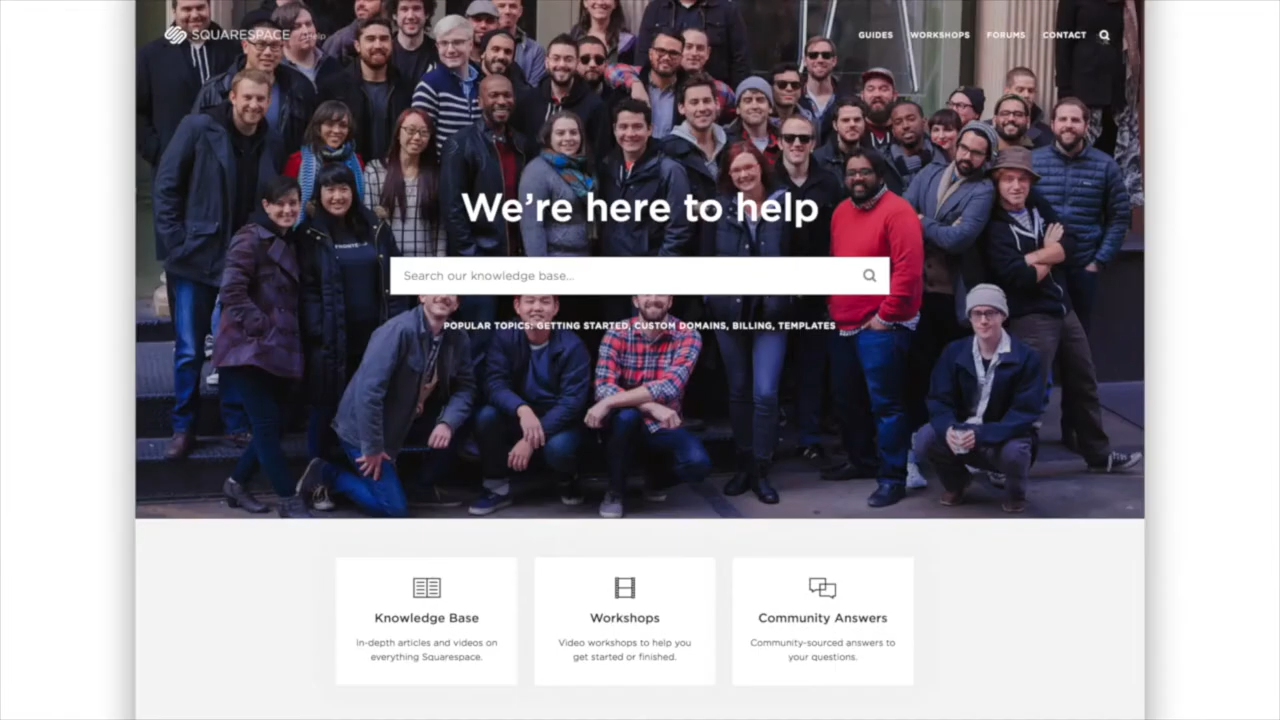 SQUARESPACE /help
GUIDES WORKSHOPS FORUMS CONTACT
We're here to help
Search our knowledge base...
POPULAR TOPICS: GETTING STARTED, CUSTOM DOMAINS, BILLING, TEMPLATES
Knowledge Base
In-depth articles and videos on
everything Squarespace.
Workshops
Video workshops to help you
get started or finished.
Community Answers
Community-sourced answers to
your questions.